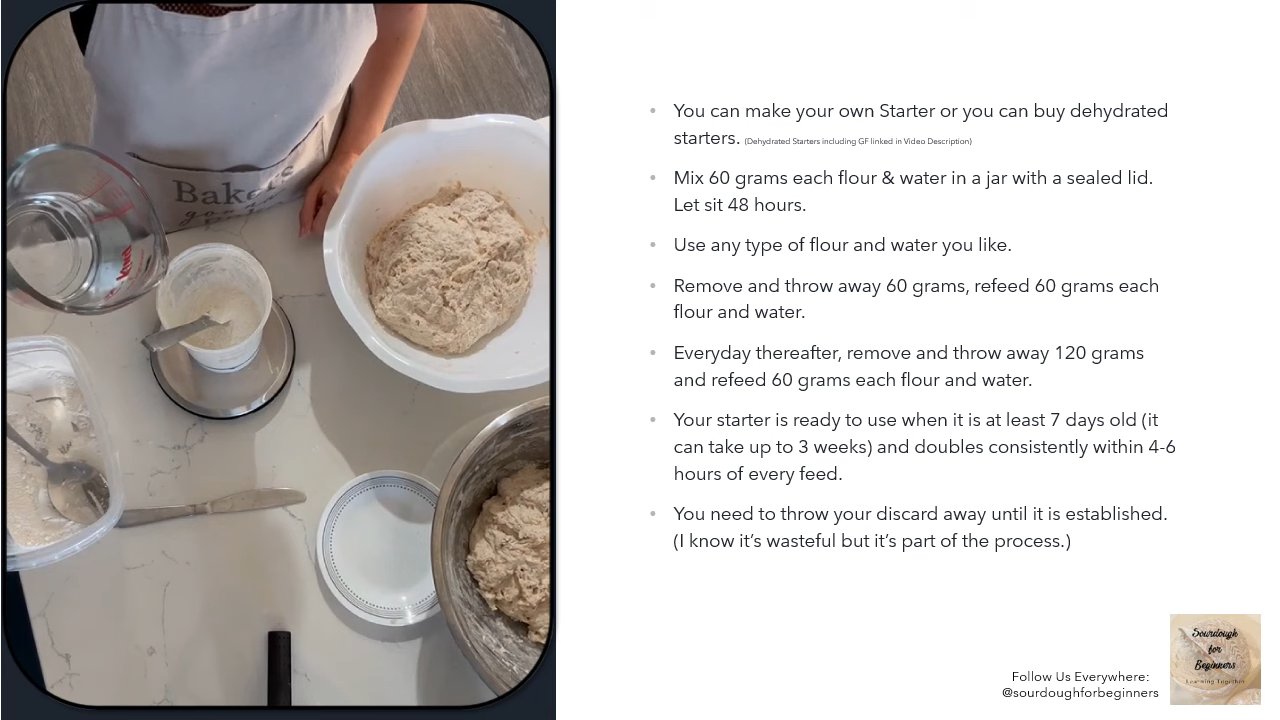 Bakers
• You can make your own Starter or you can buy dehydrated
starters. (Dehydrated Starters including GF linked in Video Description)
• Mix 60 grams each flour & water in a jar with a sealed lid.
Let sit 48 hours.
• Use any type of flour and water you like.
• Remove and throw away 60 grams, refeed 60 grams each
flour and water.
• Everyday thereafter, remove and throw away 120 grams
and refeed 60 grams each flour and water.
• Your starter is ready to use when it is at least 7 days old (it
can take up to 3 weeks) and doubles consistently within 4-6
hours of every feed.
• You need to throw your discard away until it is established.
(I know it’s wasteful but it’s part of the process.)
Sourdough
for
Beginners
Learning Together
Follow Us Everywhere:
@sourdoughforbeginners